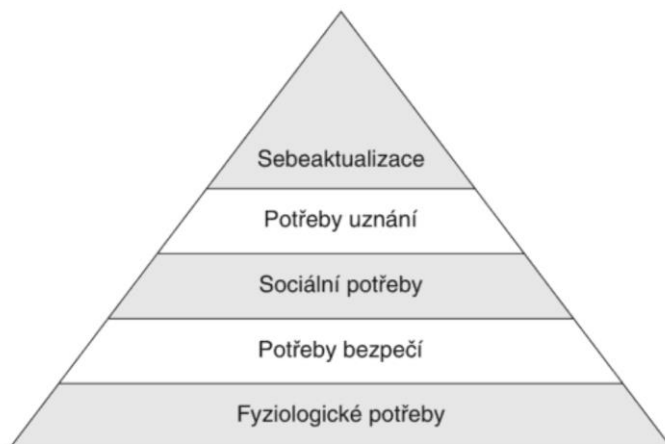 Sebeaktualizace
Potřeby uznání
Sociální potřeby
Potřeby bezpečí
Fyziologické potřeby